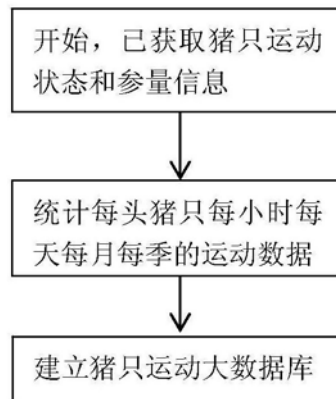 开始，已获取猪只运动
状态和参量信息
统计每头猪只每小时每
天每月每季的运动数据
建立猪只运动大数据库